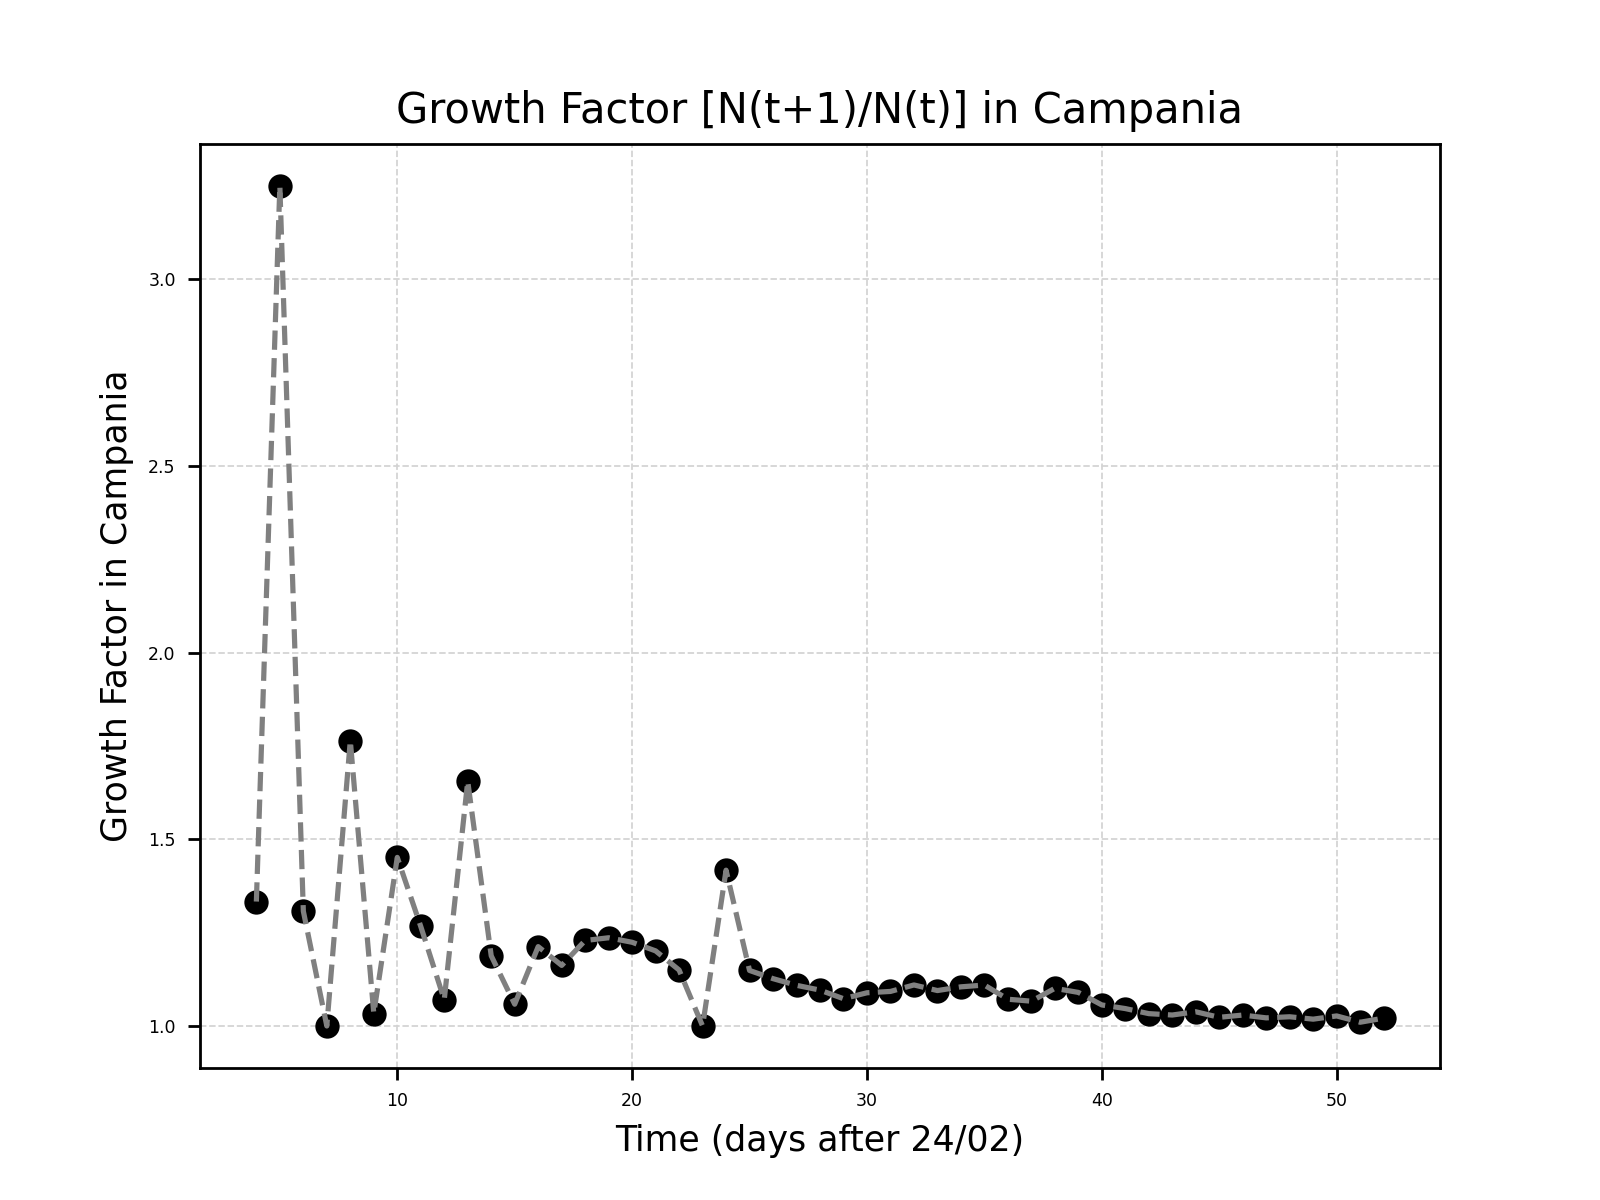 Growth Factor [N(t+1)/N(t)] in Campania
Growth Factor in Campania
3.0
2.5
2.0
1.5
1.0
10 20 30 40 50
Time (days after 24/02)